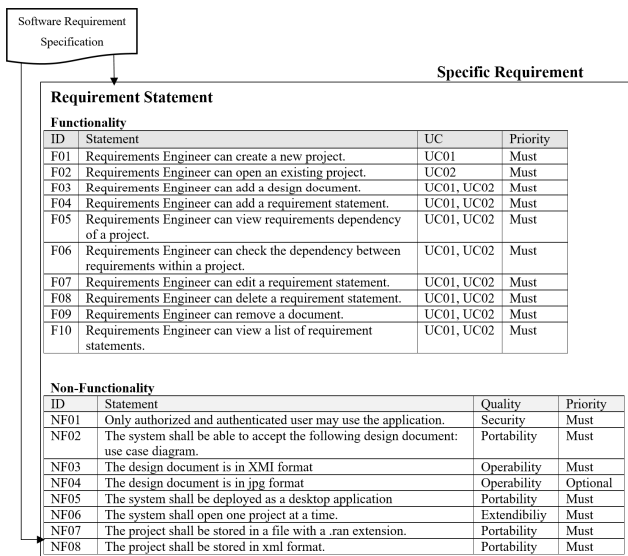 Software Requirement
Specification
Specific Requirement
Requirement Statement
Functionality
ID Statement UC Priority
F01 Requirements Engineer can create a new project. UC01 Must
F02 Requirements Engineer can open an existing project. UC02 Must
F03 Requirements Engineer can add a design document. UC01, UC02 Must
F04 Requirements Engineer can add a requirement statement. UC01, UC02 Must
F05 Requirements Engineer can view requirements dependency UC01, UC02 Must
of a project.
F06 Requirements Engineer can check the dependency between UC01, UC02 Must
requirements within a project.
F07 Requirements Engineer can edit a requirement statement. UC01, UC02 Must
F08 Requirements Engineer can delete a requirement statement. UC01, UC02 Must
F09 Requirements Engineer can remove a document. UC01, UC02 Must
F10 Requirements Engineer can view a list of requirement UC01, UC02 Must
statements.
Non-Functionality
ID Statement Quality Priority
NF01 Only authorized and authenticated user may use the application. Security Must
NF02 The system shall be able to accept the following design document: Portability Must
use case diagram.
NF03 The design document is in XMI format Operability Must
NF04 The design document is in jpg format Operability Optional
NF05 The system shall be deployed as a desktop application Portability Must
NF06 The system shall open one project at a time. Extendibiliy Must
NF07 The project shall be stored in a file with a .ran extension. Portability Must
NF08 The project shall be stored in xml format. Portability Must